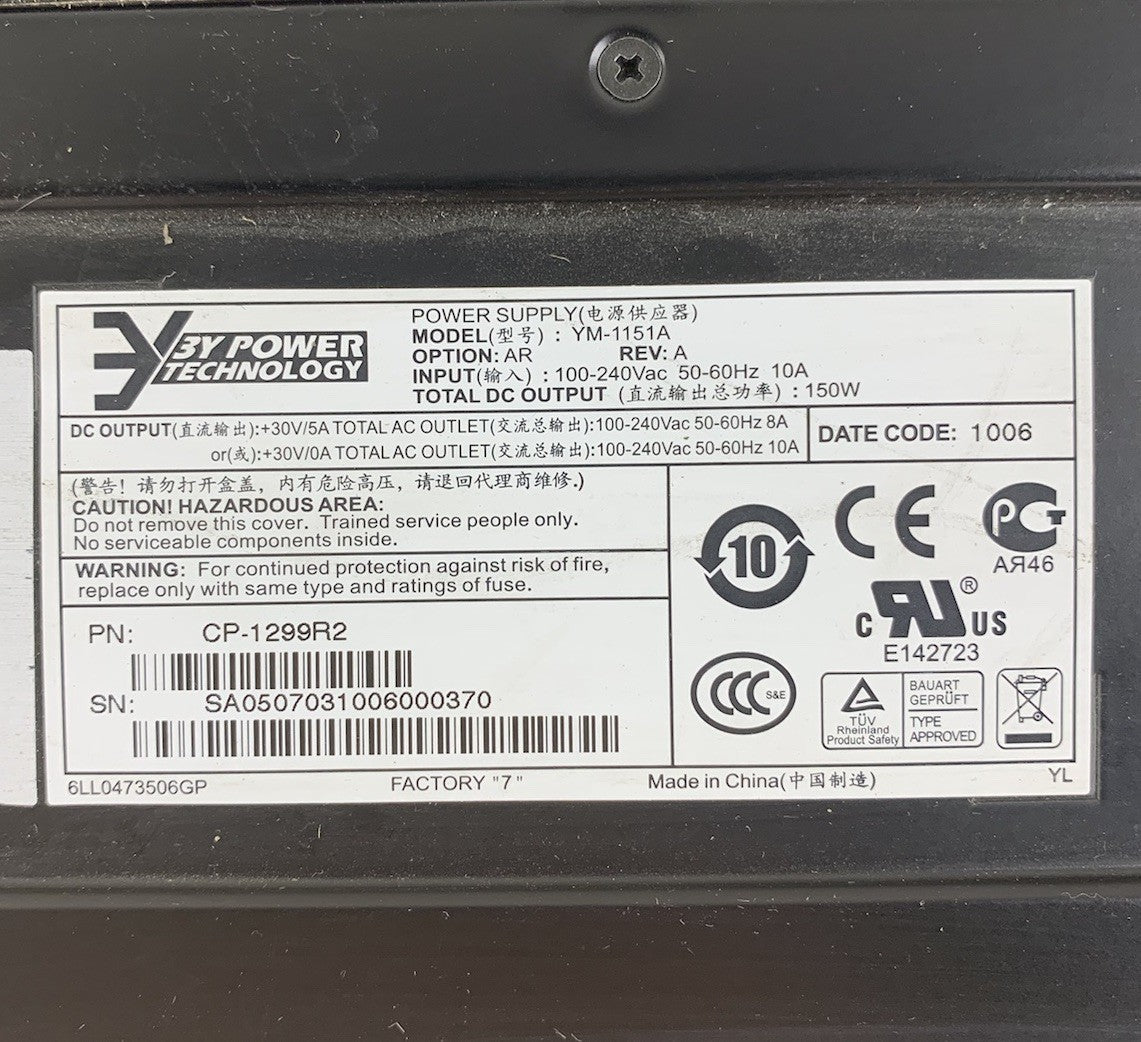 3Y POWER
TECHNOLOGY
POWER SUPPLY(电源供应器)
MODEL(型号) : YM-1151A
OPTION: AR REV: A
INPUT(输入) : 100-240Vac 50-60Hz 10A
TOTAL DC OUTPUT (直流输出总功率) : 150W
DC OUTPUT(直流输出):+30V/5A TOTAL AC OUTLET(交流总输出):100-240Vac 50-60Hz 8A
or(或):+30V/0A TOTAL AC OUTLET(交流总输出):100-240Vac 50-60Hz 10A
DATE CODE: 1006
(警告! 请勿打开盒盖, 内有危险高压, 请退回代理商维修.)
CAUTION! HAZARDOUS AREA:
Do not remove this cover. Trained service people only.
No serviceable components inside.
WARNING: For continued protection against risk of fire,
replace only with same type and ratings of fuse.
PN: CP-1299R2
SN: SA0507031006000370
10
CE
PCT
АЯ46
c RU® US
E142723
CCC S&E
TÜV
Rheinland
Product Safety
BAUART
GEPRÜFT
TYPE
APPROVED
6LL0473506GP
FACTORY "7"
Made in China(中国制造)
YL